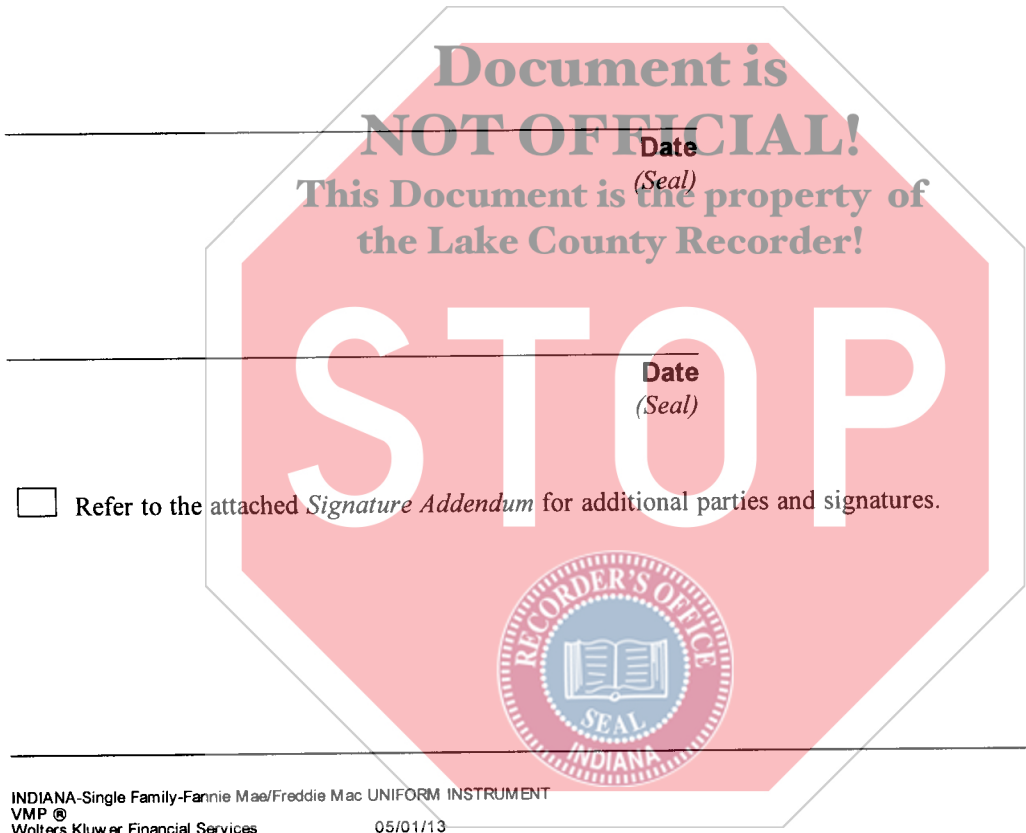 Document is
NOT OFFICIAL!
Date
(Seal)
This Document is the property of
the Lake County Recorder!
STOP
Date
(Seal)
Refer to the attached Signature Addendum for additional parties and signatures.
RECORDER'S OFFICE
SEAL
INDIANA
INDIANA-Single Family-Fannie Mae/Freddie Mac UNIFORM INSTRUMENT
VMP ®
Wolters Kluwer Financial Services 05/01/13